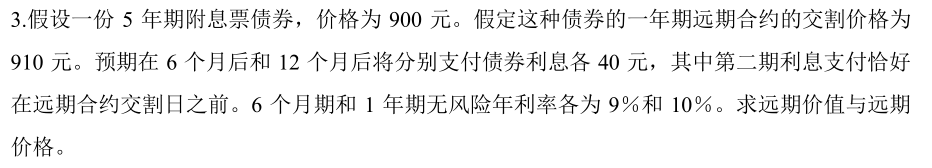 3.假设一份 5 年期附息票债券，价格为 900 元。假定这种债券的一年期远期合约的交割价格为
910 元。预期在 6 个月后和 12 个月后将分别支付债券利息各 40 元，其中第二期利息支付恰好
在远期合约交割日之前。6 个月期和 1 年期无风险年利率各为 9%和 10%。求远期价值与远期
价格。